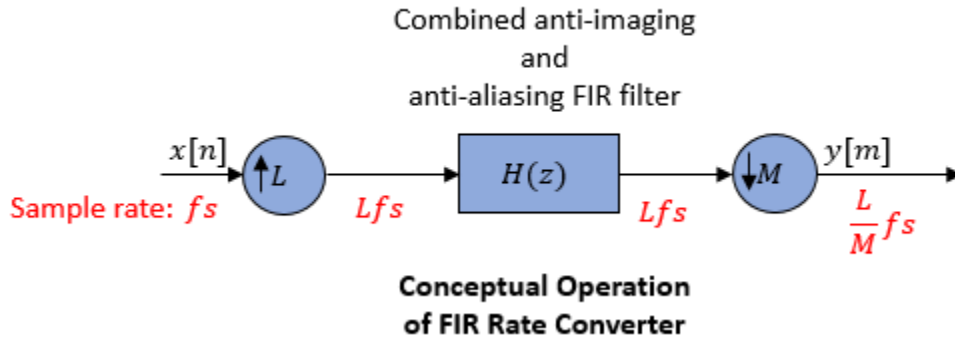 Combined anti-imaging
and
anti-aliasing FIR filter
x[n]
↑L
H(z)
↓M
y[m]
Sample rate: fs
Lfs
Lfs
L/M fs
Conceptual Operation
of FIR Rate Converter